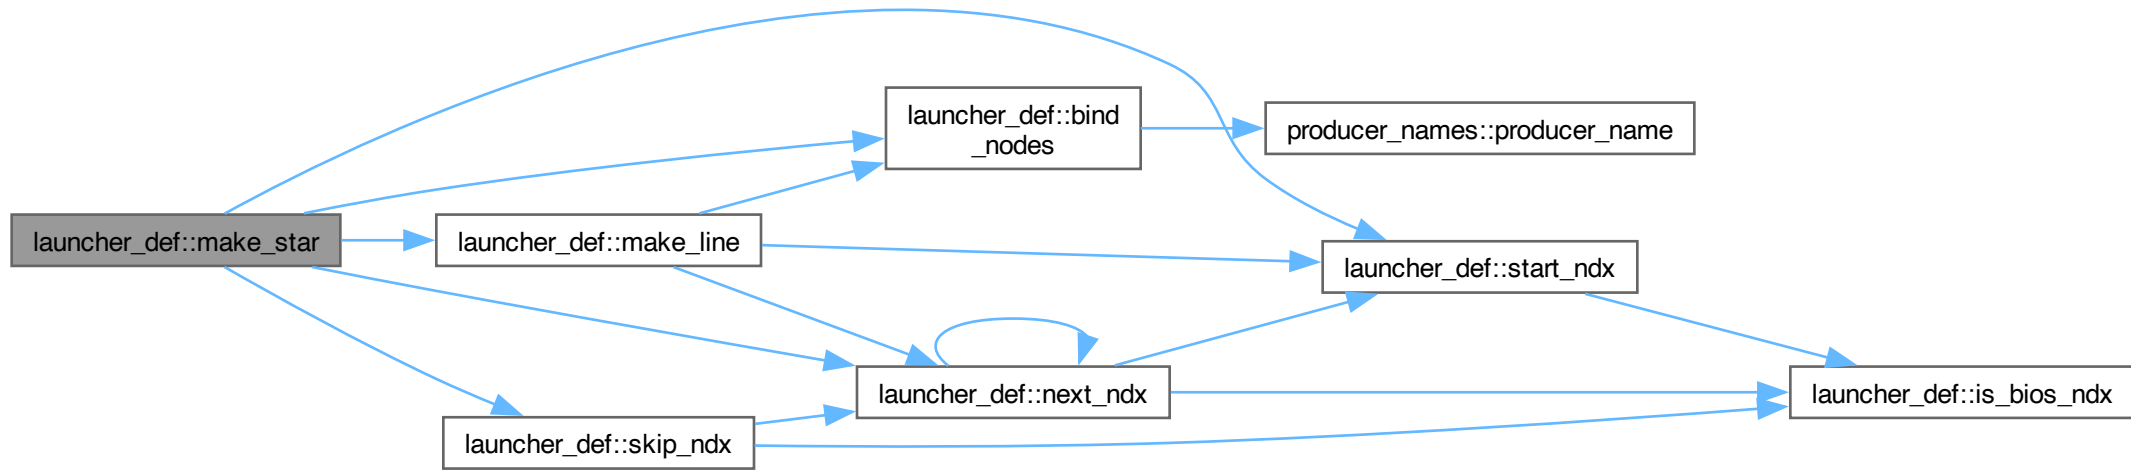 launcher_def::make_star
launcher_def::make_line
launcher_def::skip_ndx
launcher_def::bind
_nodes
launcher_def::next_ndx
producer_names::producer_name
launcher_def::start_ndx
launcher_def::is_bios_ndx